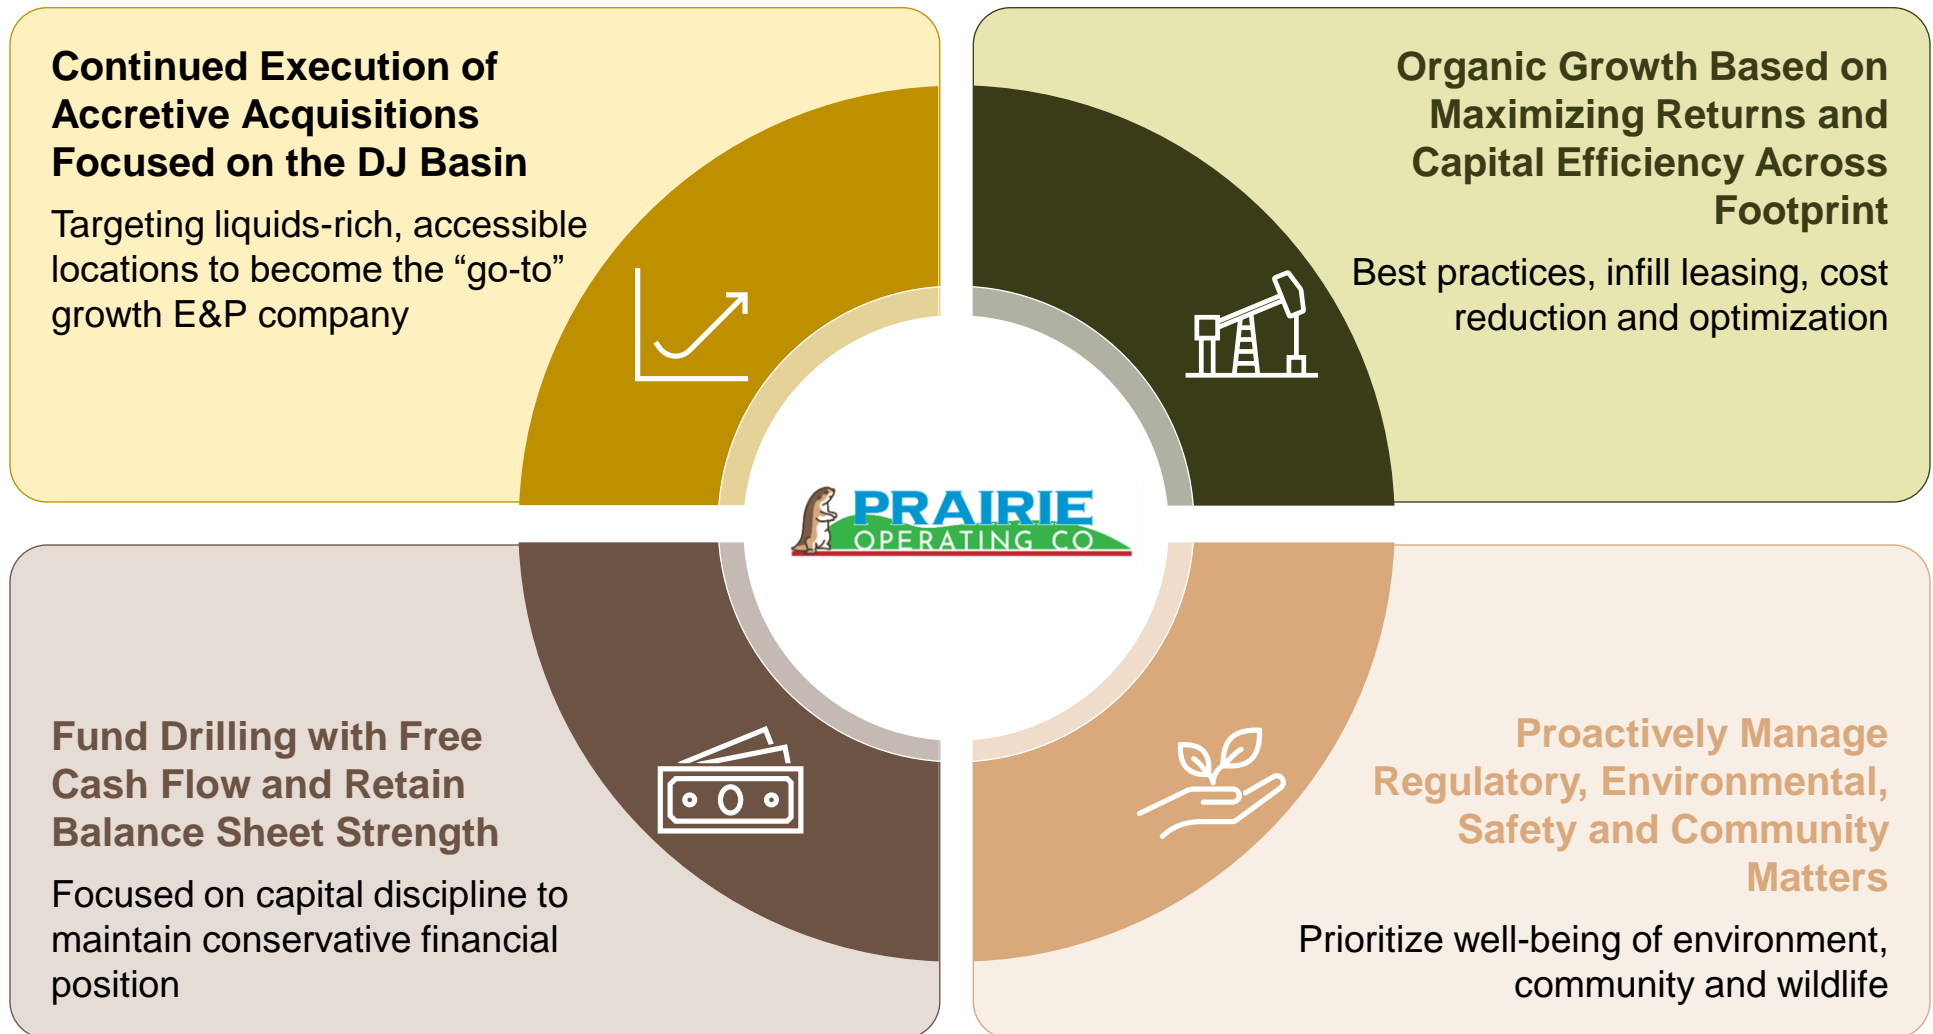 Continued Execution of
Accretive Acquisitions
Focused on the DJ Basin
Targeting liquids-rich, accessible
locations to become the “go-to”
growth E&P company
Organic Growth Based on
Maximizing Returns and
Capital Efficiency Across
Footprint
Best practices, infill leasing, cost
reduction and optimization
PRAIRIE
OPERATING CO
Fund Drilling with Free
Cash Flow and Retain
Balance Sheet Strength
Focused on capital discipline to
maintain conservative financial
position
Proactively Manage
Regulatory, Environmental,
Safety and Community
Matters
Prioritize well-being of environment,
community and wildlife